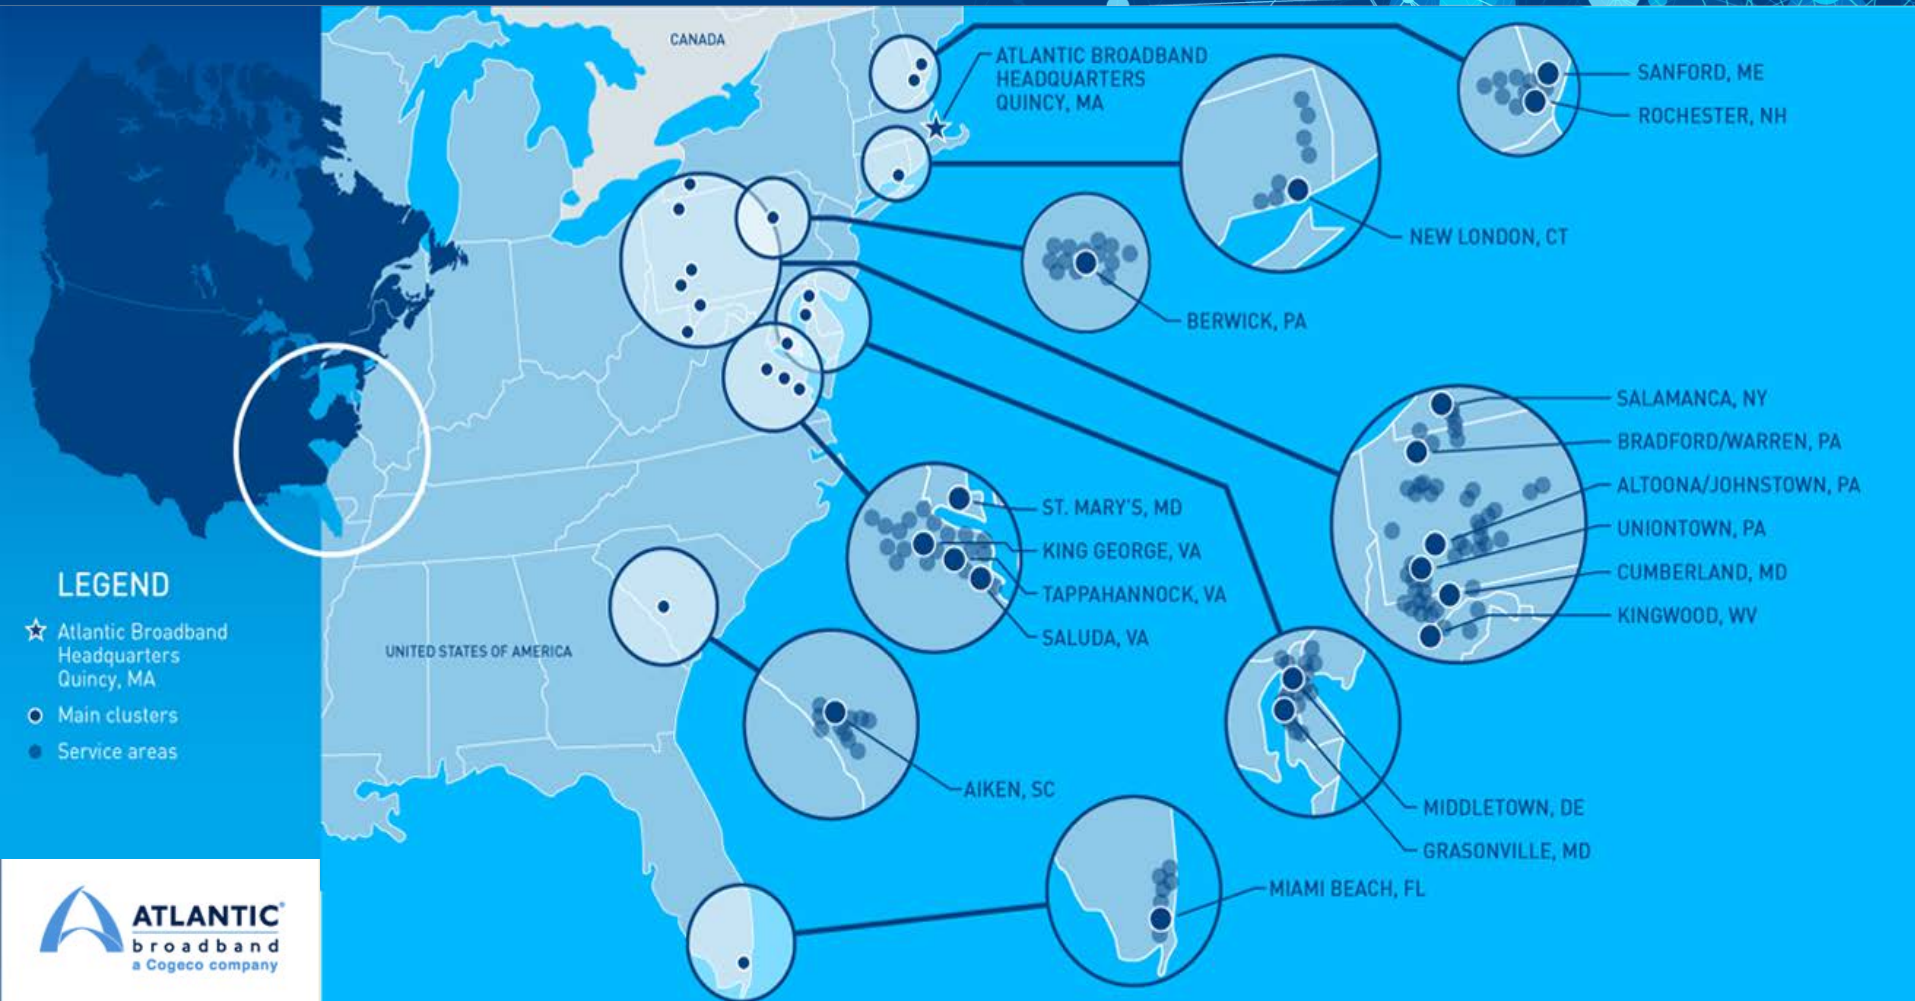 CANADA
ATLANTIC BROADBAND
HEADQUARTERS
QUINCY, MA
SANFORD, ME
ROCHESTER, NH
NEW LONDON, CT
BERWICK, PA
SALAMANCA, NY
BRADFORD/WARREN, PA
ALTOONA/JOHNSTOWN, PA
UNIONTOWN, PA
CUMBERLAND, MD
KINGWOOD, WV
ST. MARY'S, MD
KING GEORGE, VA
TAPPAHANNOCK, VA
SALUDA, VA
UNITED STATES OF AMERICA
AIKEN, SC
MIDDLETOWN, DE
GRASONVILLE, MD
MIAMI BEACH, FL
LEGEND
Atlantic Broadband
Headquarters
Quincy, MA
Main clusters
Service areas
ATLANTIC®
broadband
a Cogeco company